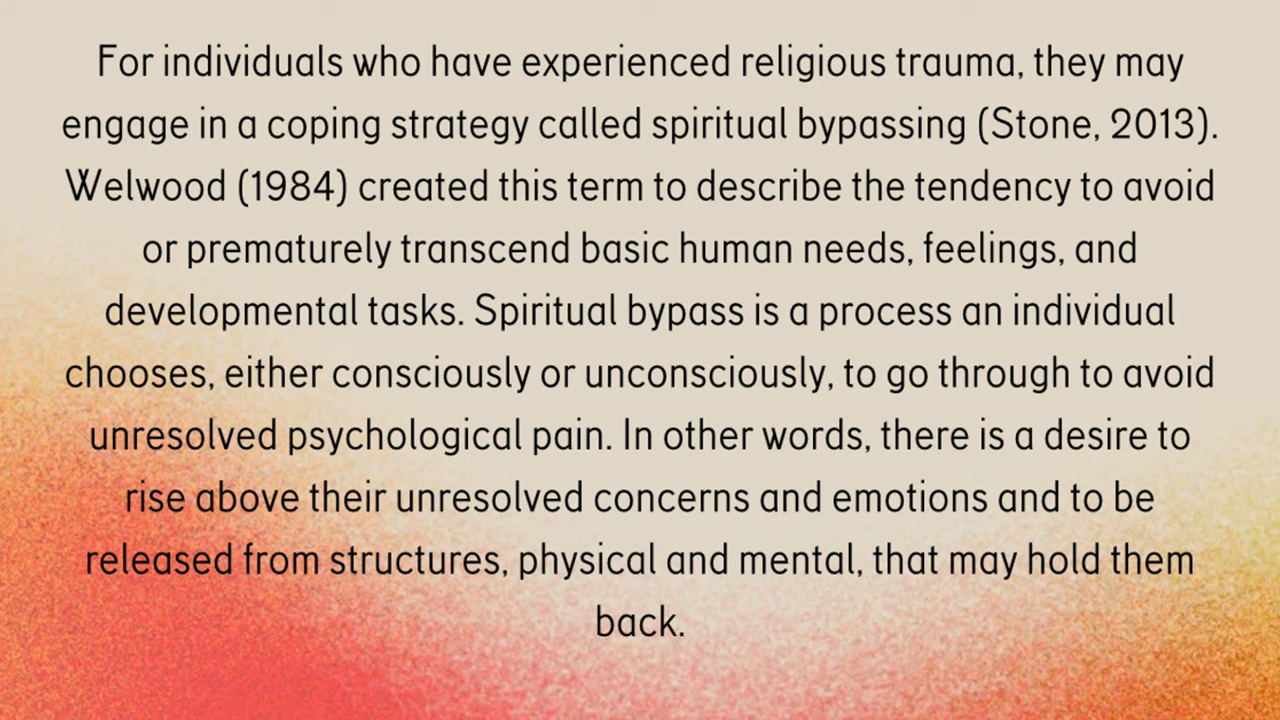 For individuals who have experienced religious trauma, they may
engage in a coping strategy called spiritual bypassing (Stone, 2013).
Welwood (1984) created this term to describe the tendency to avoid
or prematurely transcend basic human needs, feelings, and
developmental tasks. Spiritual bypass is a process an individual
chooses, either consciously or unconsciously, to go through to avoid
unresolved psychological pain. In other words, there is a desire to
rise above their unresolved concerns and emotions and to be
released from structures, physical and mental, that may hold them
back.